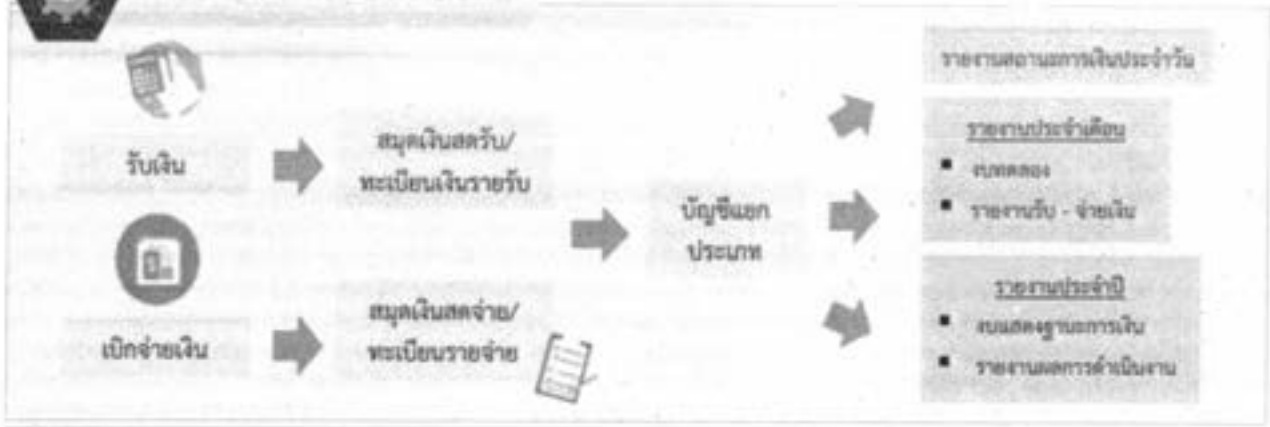 รับเงิน
สมุดเงินสดรับ/
ทะเบียนเงินรายรับ
เบิกจ่ายเงิน
สมุดเงินสดจ่าย/
ทะเบียนรายจ่าย
บัญชีแยก
ประเภท
รายงานสถานะการเงินประจำวัน
รายงานประจำเดือน
▪ งบทดลอง
▪ รายงานรับ - จ่ายเงิน
รายงานประจำปี
▪ งบแสดงฐานะการเงิน
▪ รายงานผลการดำเนินงาน